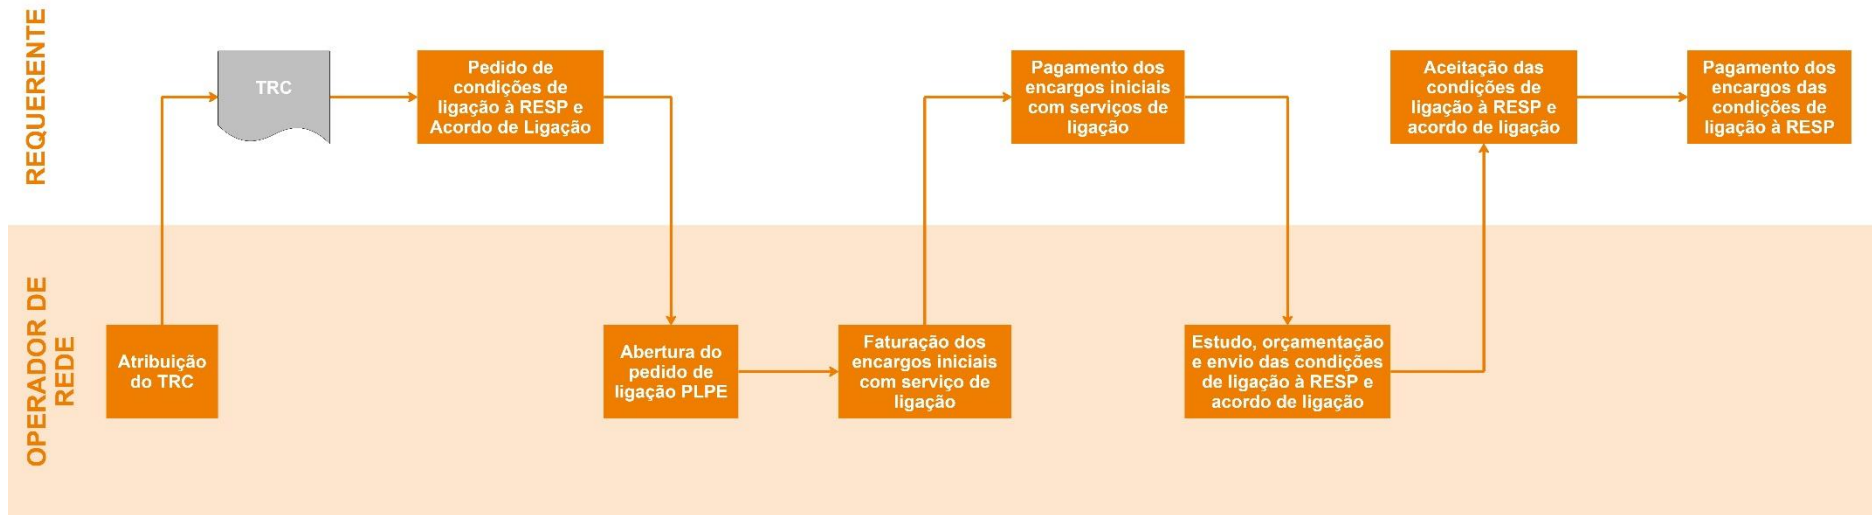 REQUERENTE
TRC
Pedido de
condições de
ligação à RESP e
Acordo de Ligação
Pagamento dos
encargos iniciais
com serviços de
ligação
Aceitação das
condições de
ligação à RESP e
acordo de ligação
Pagamento dos
encargos das
condições de
ligação à RESP
OPERADOR DE
REDE
Atribuição
do TRC
Abertura do
pedido de
ligação PLPE
Faturação dos
encargos iniciais
com serviço de
ligação
Estudo, orçamentação
e envio das condições
de ligação à RESP e
acordo de ligação